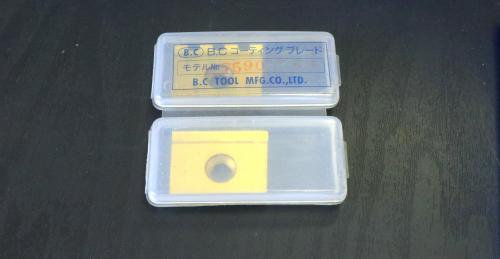 (B.C) B.C コーティング ブレード
モデル№ 5590
B.C TOOL MFG.CO.,LTD.